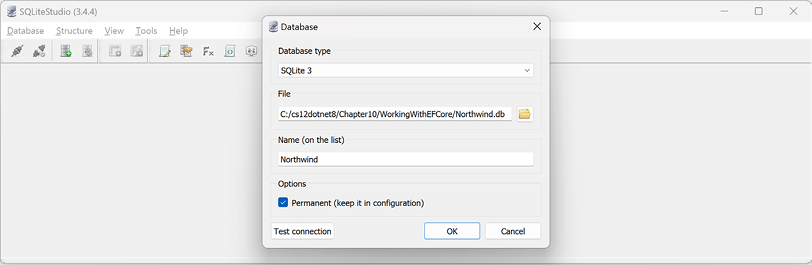 SQLiteStudio (3.4.4)
Database Structure View Tools Help
Database
Database type
SQLite 3
File
C:/cs12dotnet8/Chapter10/WorkingWithEFCore/Northwind.db
Name (on the list)
Northwind
Options
Permanent (keep it in configuration)
Test connection OK Cancel